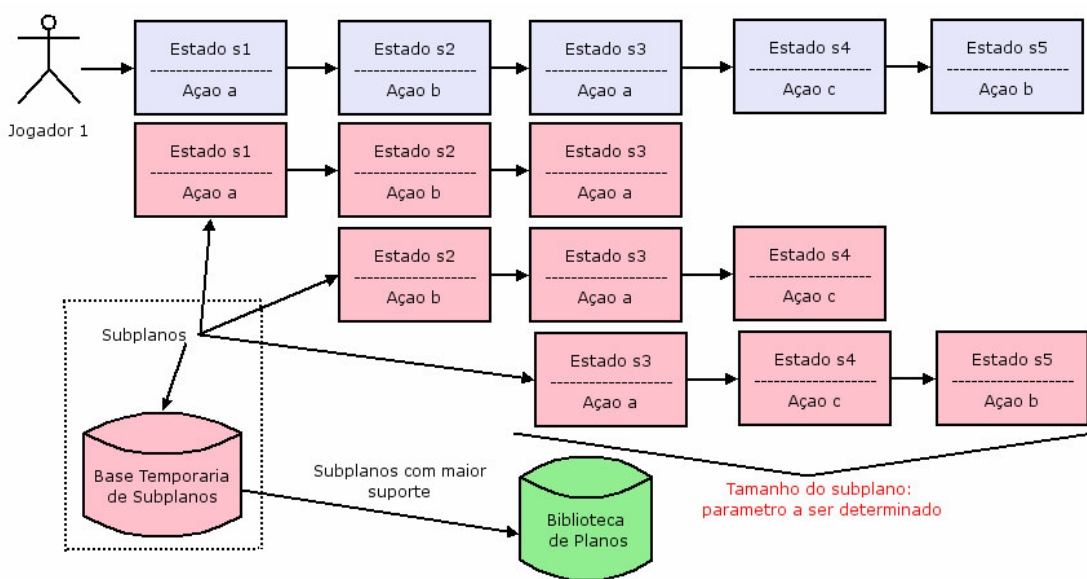 Estado s1
Estado s2
Estado s3
Estado s4
Estado s5
---------------------
---------------------
---------------------
---------------------
---------------------
Açao a
Açao b
Açao a
Açao c
Açao b
Jogador 1
Estado s1
Estado s2
Estado s3
---------------------
---------------------
---------------------
Açao a
Açao b
Açao a
Estado s2
Estado s3
Estado s4
---------------------
---------------------
---------------------
Açao b
Açao a
Açao c
Subplanos
Estado s3
Estado s4
Estado s5
---------------------
---------------------
---------------------
Açao a
Açao c
Açao b
Base Temporaria
de Subplanos
Subplanos com maior
suporte
Biblioteca
de Planos
Tamanho do subplano:
parametro a ser determinado